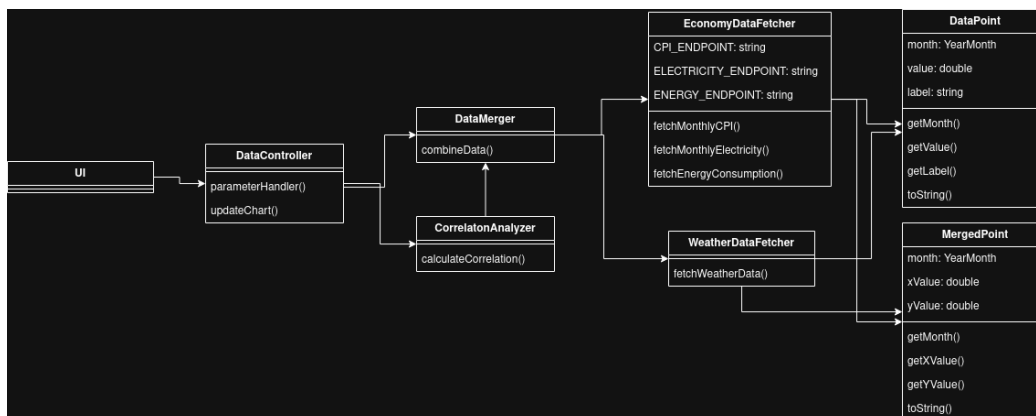 UI
DataController
parameterHandler()
updateChart()
DataMerger
combineData()
CorrelatonAnalyzer
calculateCorrelation()
EconomyDataFetcher
CPI_ENDPOINT: string
ELECTRICITY_ENDPOINT: string
ENERGY_ENDPOINT: string
fetchMonthlyCPI()
fetchMonthlyElectricity()
fetchEnergyConsumption()
WeatherDataFetcher
fetchWeatherData()
DataPoint
month: YearMonth
value: double
label: string
getMonth()
getValue()
getLabel()
toString()
MergedPoint
month: YearMonth
xValue: double
yValue: double
getMonth()
getXValue()
getYValue()
toString()